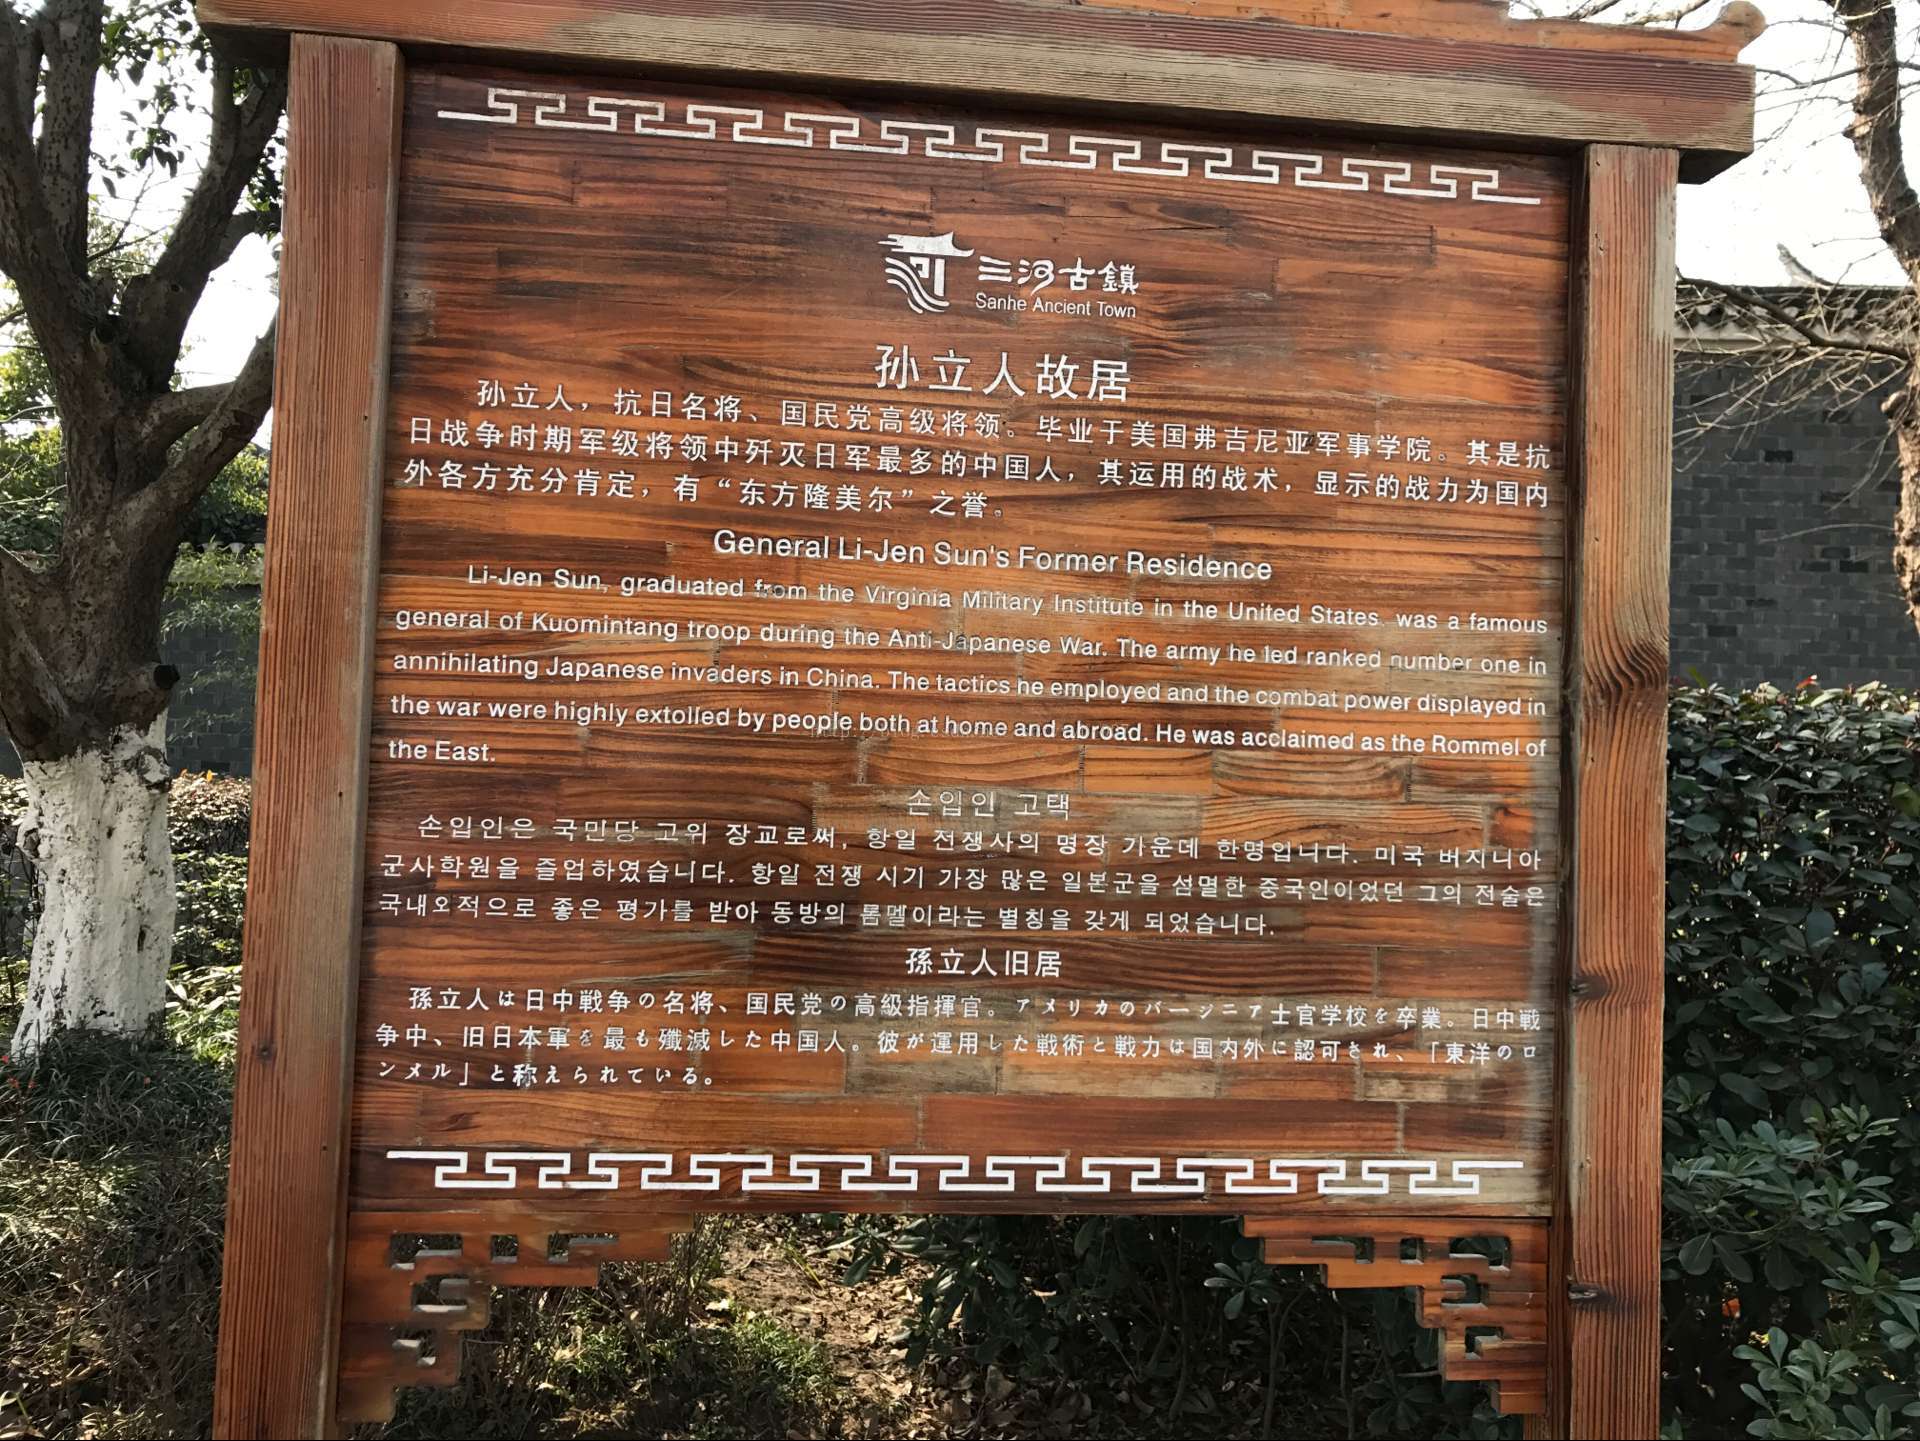 三河古鎮
Sanhe Ancient Town
孙立人故居
孙立人，抗日名将、国民党高级将领。毕业于美国弗吉尼亚军事学院。其是抗
日战争时期军级将领中歼灭日军最多的中国人，其运用的战术，显示的战力为国内
外各方充分肯定，有“东方隆美尔”之誉。
General Li-Jen Sun's Former Residence
Li-Jen Sun, graduated from the Virginia Military Institute in the United States, was a famous
general of Kuomintang troop during the Anti-Japanese War. The army he led ranked number one in
annihilating Japanese invaders in China. The tactics he employed and the combat power displayed in
the war were highly extolled by people both at home and abroad. He was acclaimed as the Rommel of
the East.
손입인 고택
손입인은 국민당 고위 장교로써, 항일 전쟁사의 명장 가운데 한명입니다. 미국 버지니아
군사학원을 졸업하였습니다. 항일 전쟁 시기 가장 많은 일본군을 섬멸한 중국인이었던 그의 전술은
국내오적으로 좋은 평가를 받아 동방의 롬멜이라는 별칭을 갖게 되었습니다.
孫立人旧居
孫立人は日中戦争の名将、国民党の高級指揮官。アメリカのバージニア士官学校を卒業。日中戦
争中、旧日本軍を最も殲滅した中国人。彼が運用した戦術と戦力は国内外に認可され、「東洋のロ
ンメル」と称えられている。